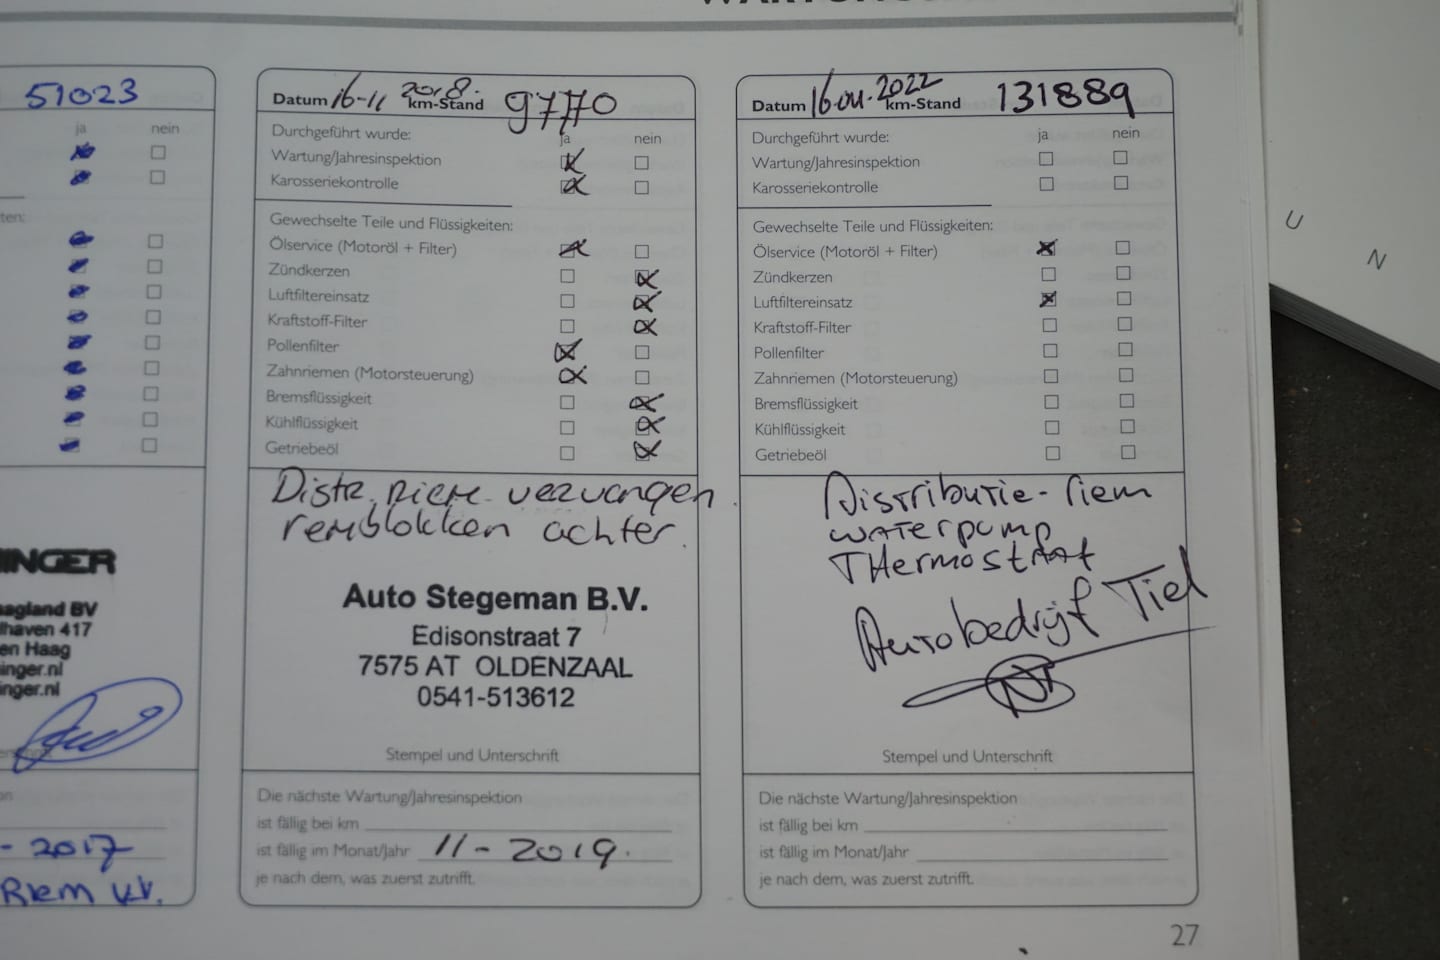 51023
ja nein
ten:
NINGER
aagland BV
lhaven 417
en Haag
inger.nl
inger.nl
- 2017
Riem v.v.
Datum 16-11 2018. km-Stand 97770
Durchgeführt wurde: ja nein
Wartung/Jahresinspektion
Karosseriekontrolle
Gewechselte Teile und Flüssigkeiten:
Ölservice (Motoröl + Filter)
Zündkerzen
Luftfiltereinsatz
Kraftstoff-Filter
Pollenfilter
Zahnriemen (Motorsteuerung)
Bremsflüssigkeit
Kühlflüssigkeit
Getriebeöl
Distr. riem vervangen.
remblokken achter.
Auto Stegeman B.V.
Edisonstraat 7
7575 AT OLDENZAAL
0541-513612
Stempel und Unterschrift
Die nächste Wartung/Jahresinspektion
ist fällig bei km
ist fällig im Monat/Jahr 11-2019.
je nach dem, was zuerst zutrifft.
Datum 16-04-2022 km-Stand 131889
Durchgeführt wurde: ja nein
Wartung/Jahresinspektion
Karosseriekontrolle
Gewechselte Teile und Flüssigkeiten:
Ölservice (Motoröl + Filter)
Zündkerzen
Luftfiltereinsatz
Kraftstoff-Filter
Pollenfilter
Zahnriemen (Motorsteuerung)
Bremsflüssigkeit
Kühlflüssigkeit
Getriebeöl
Distributie-riem
waterpump
Thermostaat
Autobedrijf Tiel
Stempel und Unterschrift
Die nächste Wartung/Jahresinspektion
ist fällig bei km
ist fällig im Monat/Jahr
je nach dem, was zuerst zutrifft.
27
U N